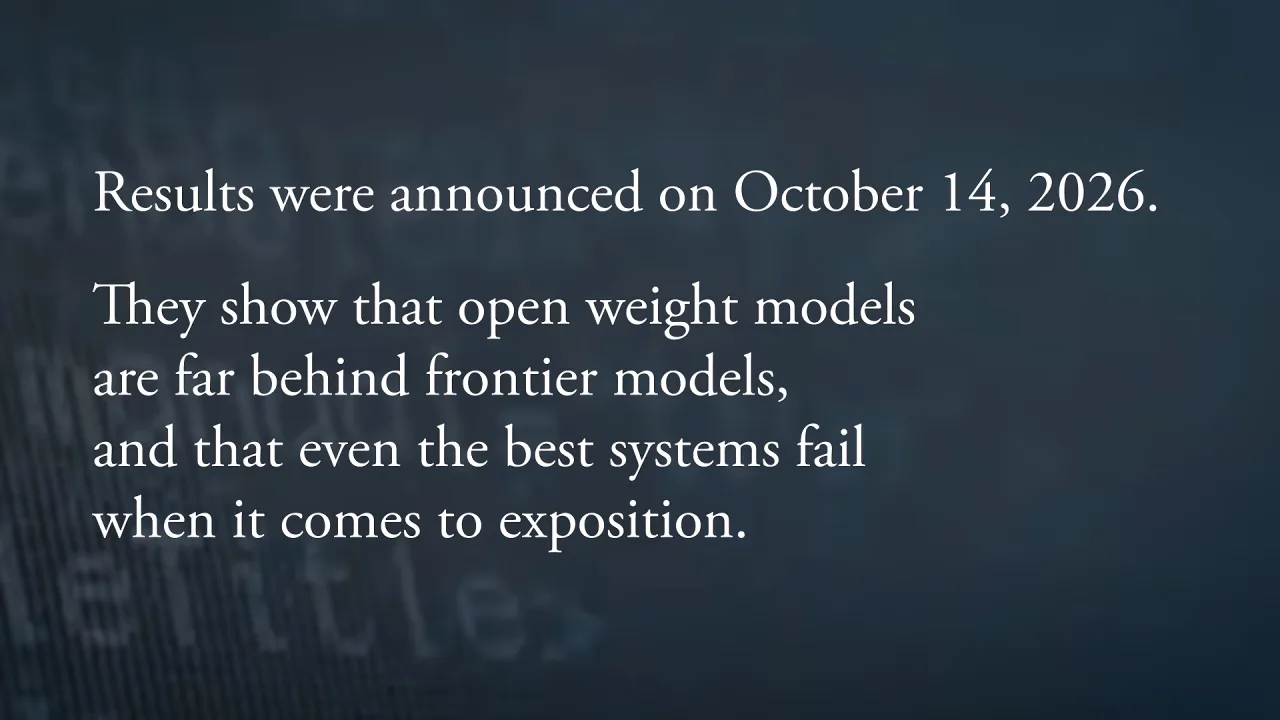 Results were announced on October 14, 2026.
They show that open weight models
are far behind frontier models,
and that even the best systems fail
when it comes to exposition.